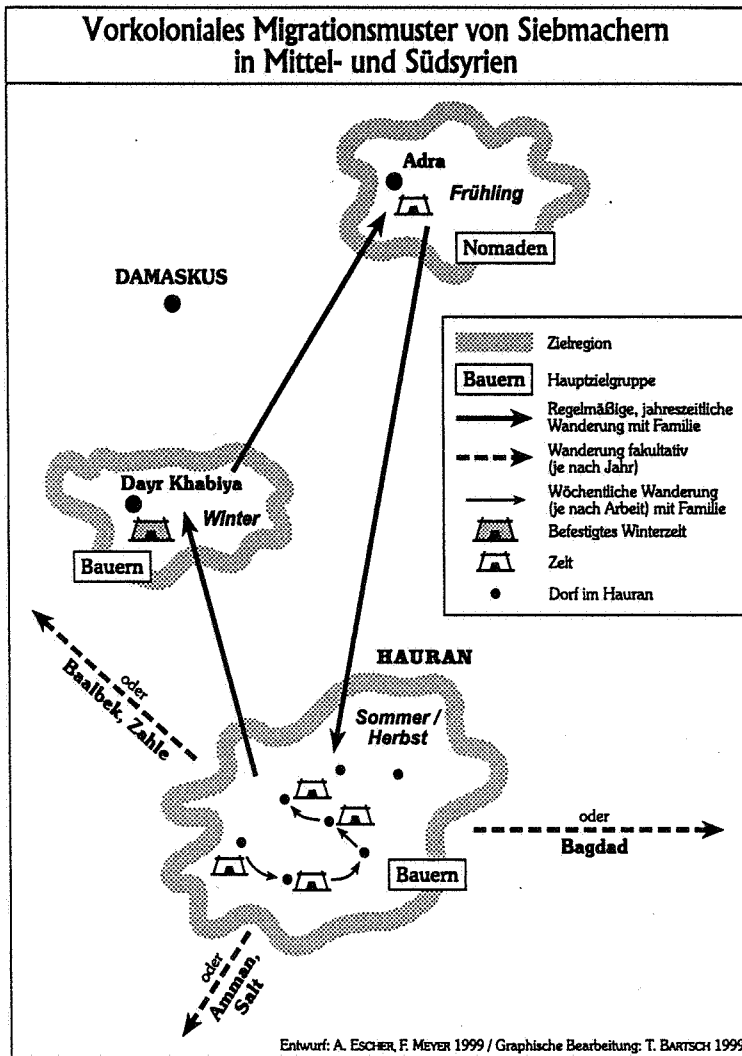 Vorkoloniales Migrationsmuster von Siebmachern
in Mittel- und Südsyrien
Adra
Frühling
Nomaden
DAMASKUS
Zielregion
Bauern
Hauptzielgruppe
Regelmäßige, jahreszeitliche
Wanderung mit Familie
Wanderung fakultativ
(je nach Jahr)
Wöchentliche Wanderung
(je nach Arbeit) mit Familie
Befestigtes Winterzelt
Zelt
Dorf im Hauran
Dayr Khabiya
Winter
Bauern
oder
Baalbek, Zahle
HAURAN
Sommer /
Herbst
Bauern
oder
Bagdad
oder
Amman,
Salt
Entwurf: A. ESCHER, F. MEYER 1999 / Graphische Bearbeitung: T. BARTSCH 1999